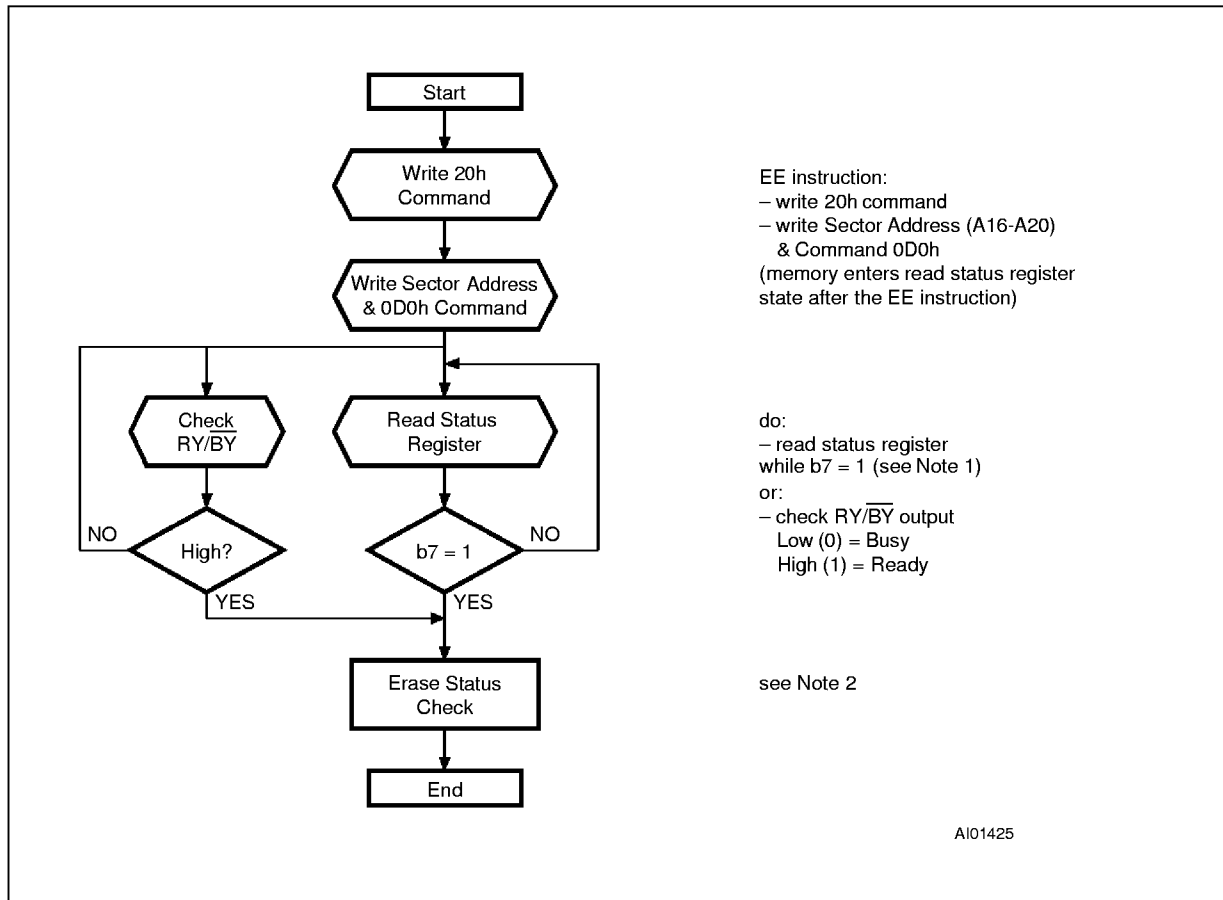 Start
Write 20h
Command
Write Sector Address
& 0D0h Command
Check
RY/B̅Y̅
Read Status
Register
NO
High?
YES
b7 = 1
NO
YES
Erase Status
Check
End
EE instruction:
– write 20h command
– write Sector Address (A16-A20)
& Command 0D0h
(memory enters read status register
state after the EE instruction)
do:
– read status register
while b7 = 1 (see Note 1)
or:
– check RY/B̅Y̅ output
Low (0) = Busy
High (1) = Ready
see Note 2
AI01425